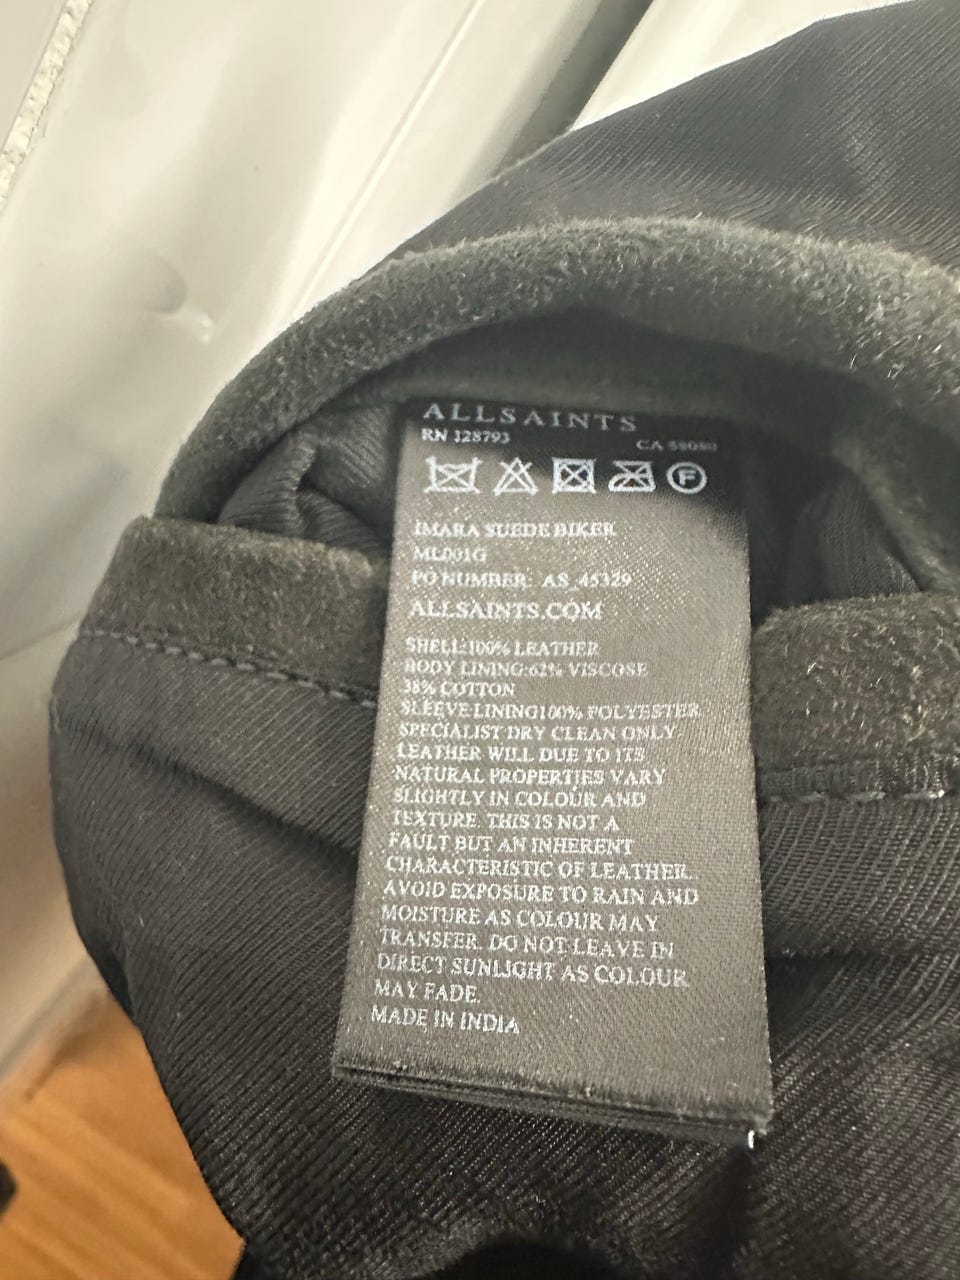 ALLSAINTS
RN 128793
CA 58080
F
IMARA SUEDE BIKER
ML001G
PO NUMBER: AS_45329
ALLSAINTS.COM
SHELL:100% LEATHER
BODY LINING:62% VISCOSE
38% COTTON
SLEEVE LINING100% POLYESTER
SPECIALIST DRY CLEAN ONLY
LEATHER WILL DUE TO ITS
NATURAL PROPERTIES VARY
SLIGHTLY IN COLOUR AND
TEXTURE. THIS IS NOT A
FAULT BUT AN INHERENT
CHARACTERISTIC OF LEATHER.
AVOID EXPOSURE TO RAIN AND
MOISTURE AS COLOUR MAY
TRANSFER. DO NOT LEAVE IN
DIRECT SUNLIGHT AS COLOUR
MAY FADE.
MADE IN INDIA